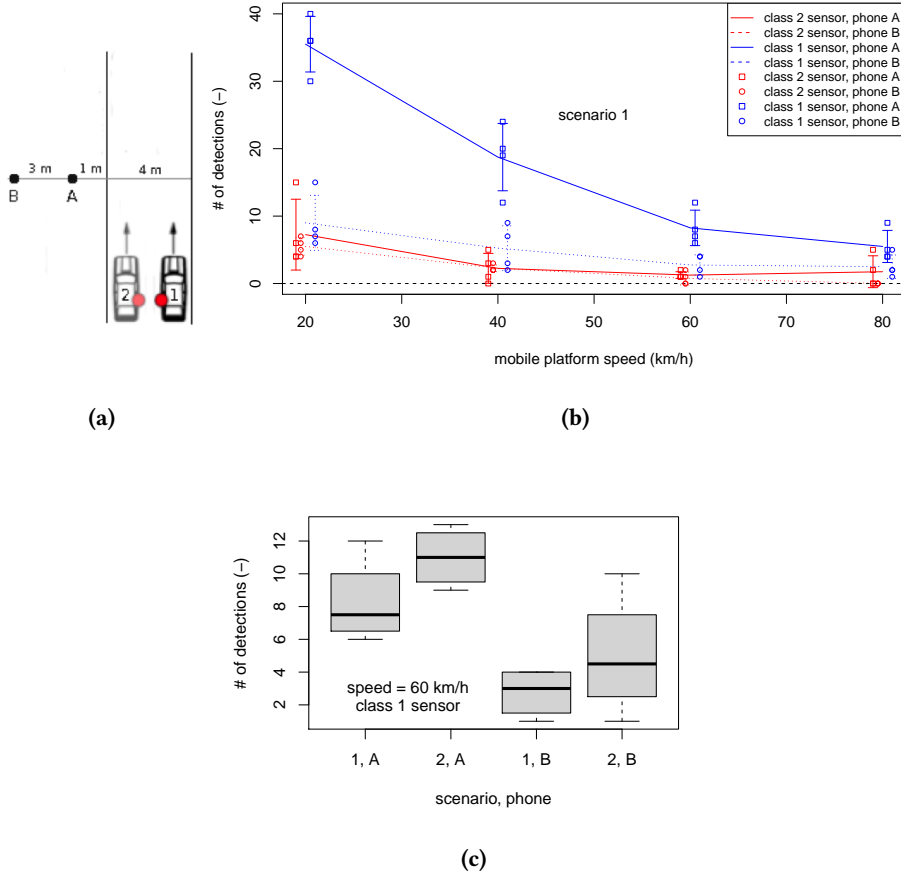 3 m
1 m
4 m
B
A
2
1
(a)
# of detections (−)
40
30
20
10
0
20
30
40
50
60
70
80
mobile platform speed (km/h)
scenario 1
class 2 sensor, phone A
class 2 sensor, phone B
class 1 sensor, phone A
class 1 sensor, phone B
class 2 sensor, phone A
class 2 sensor, phone B
class 1 sensor, phone A
class 1 sensor, phone B
(b)
# of detections (−)
12
10
8
6
4
2
speed = 60 km/h
class 1 sensor
1, A
2, A
1, B
2, B
scenario, phone
(c)